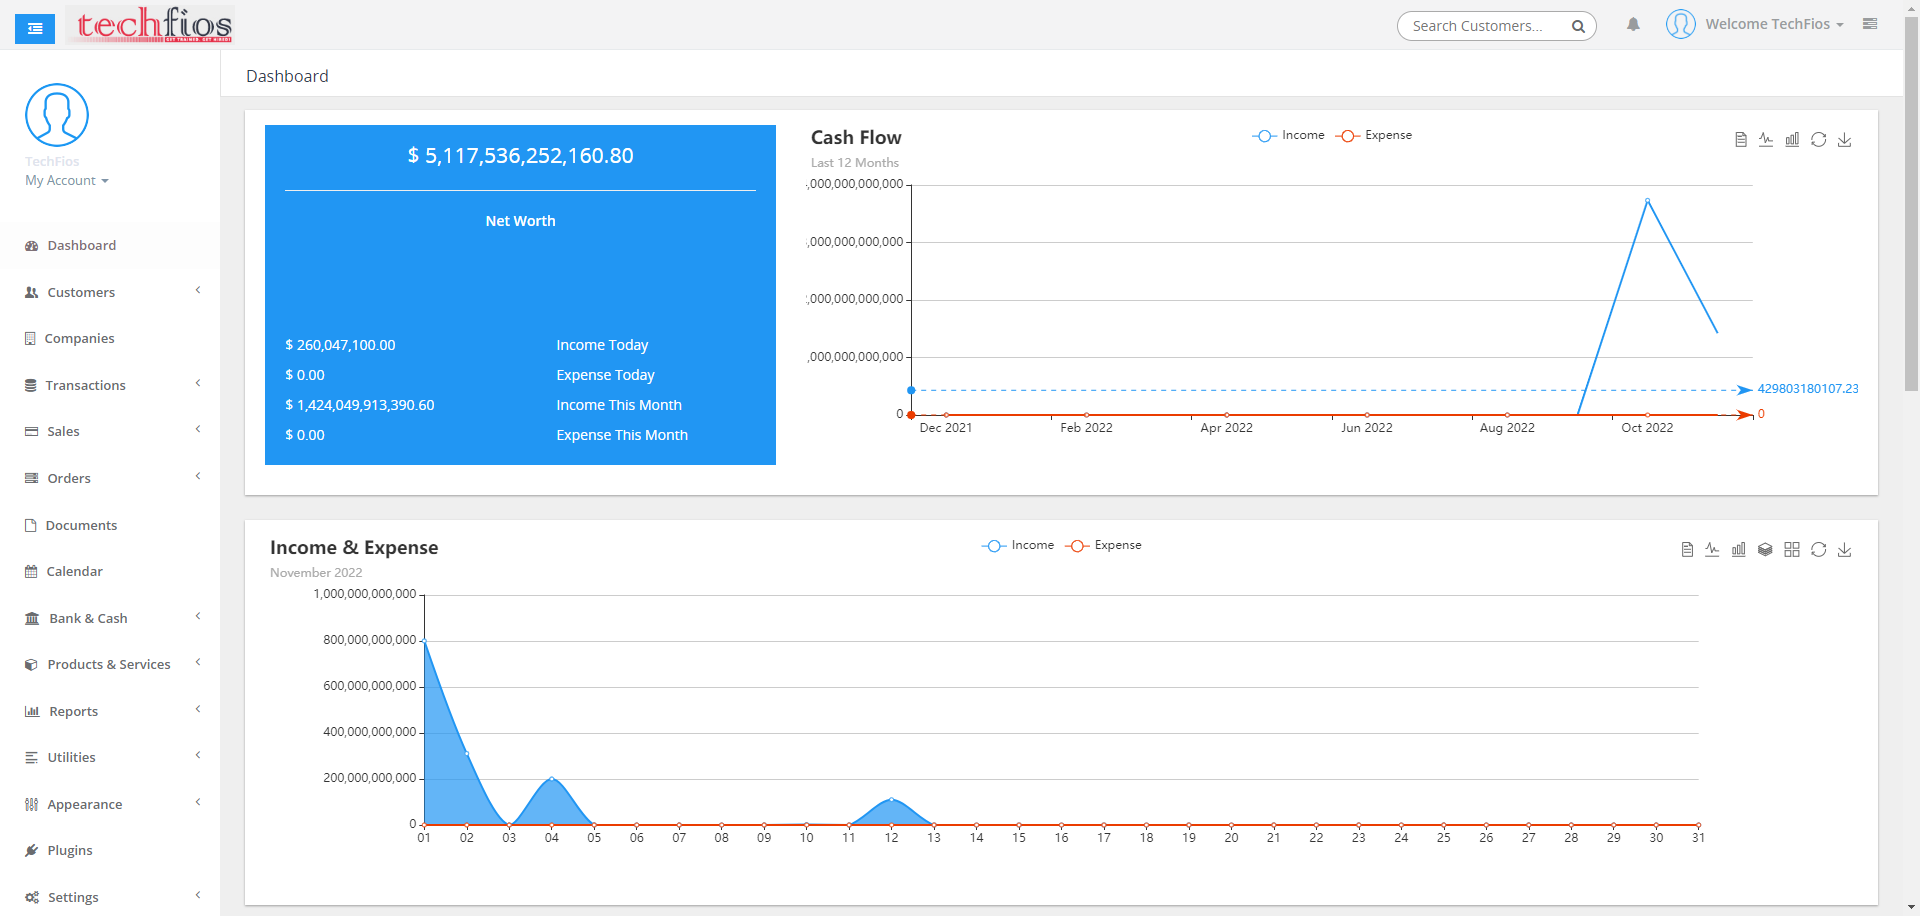 techfios
GET TRAINED. GET HIRED!
Search Customers...
Welcome TechFios
TechFios
My Account
Dashboard
Customers
Companies
Transactions
Sales
Orders
Documents
Calendar
Bank & Cash
Products & Services
Reports
Utilities
Appearance
Plugins
Settings
Dashboard
$ 5,117,536,252,160.80
Net Worth
$ 260,047,100.00 Income Today
$ 0.00 Expense Today
$ 1,424,049,913,390.60 Income This Month
$ 0.00 Expense This Month
Cash Flow
Last 12 Months
Income Expense
,000,000,000,000
,000,000,000,000
,000,000,000,000
,000,000,000,000
0
429803180107.23
0
Dec 2021 Feb 2022 Apr 2022 Jun 2022 Aug 2022 Oct 2022
Income & Expense
November 2022
Income Expense
1,000,000,000,000
800,000,000,000
600,000,000,000
400,000,000,000
200,000,000,000
0
01 02 03 04 05 06 07 08 09 10 11 12 13 14 15 16 17 18 19 20 21 22 23 24 25 26 27 28 29 30 31